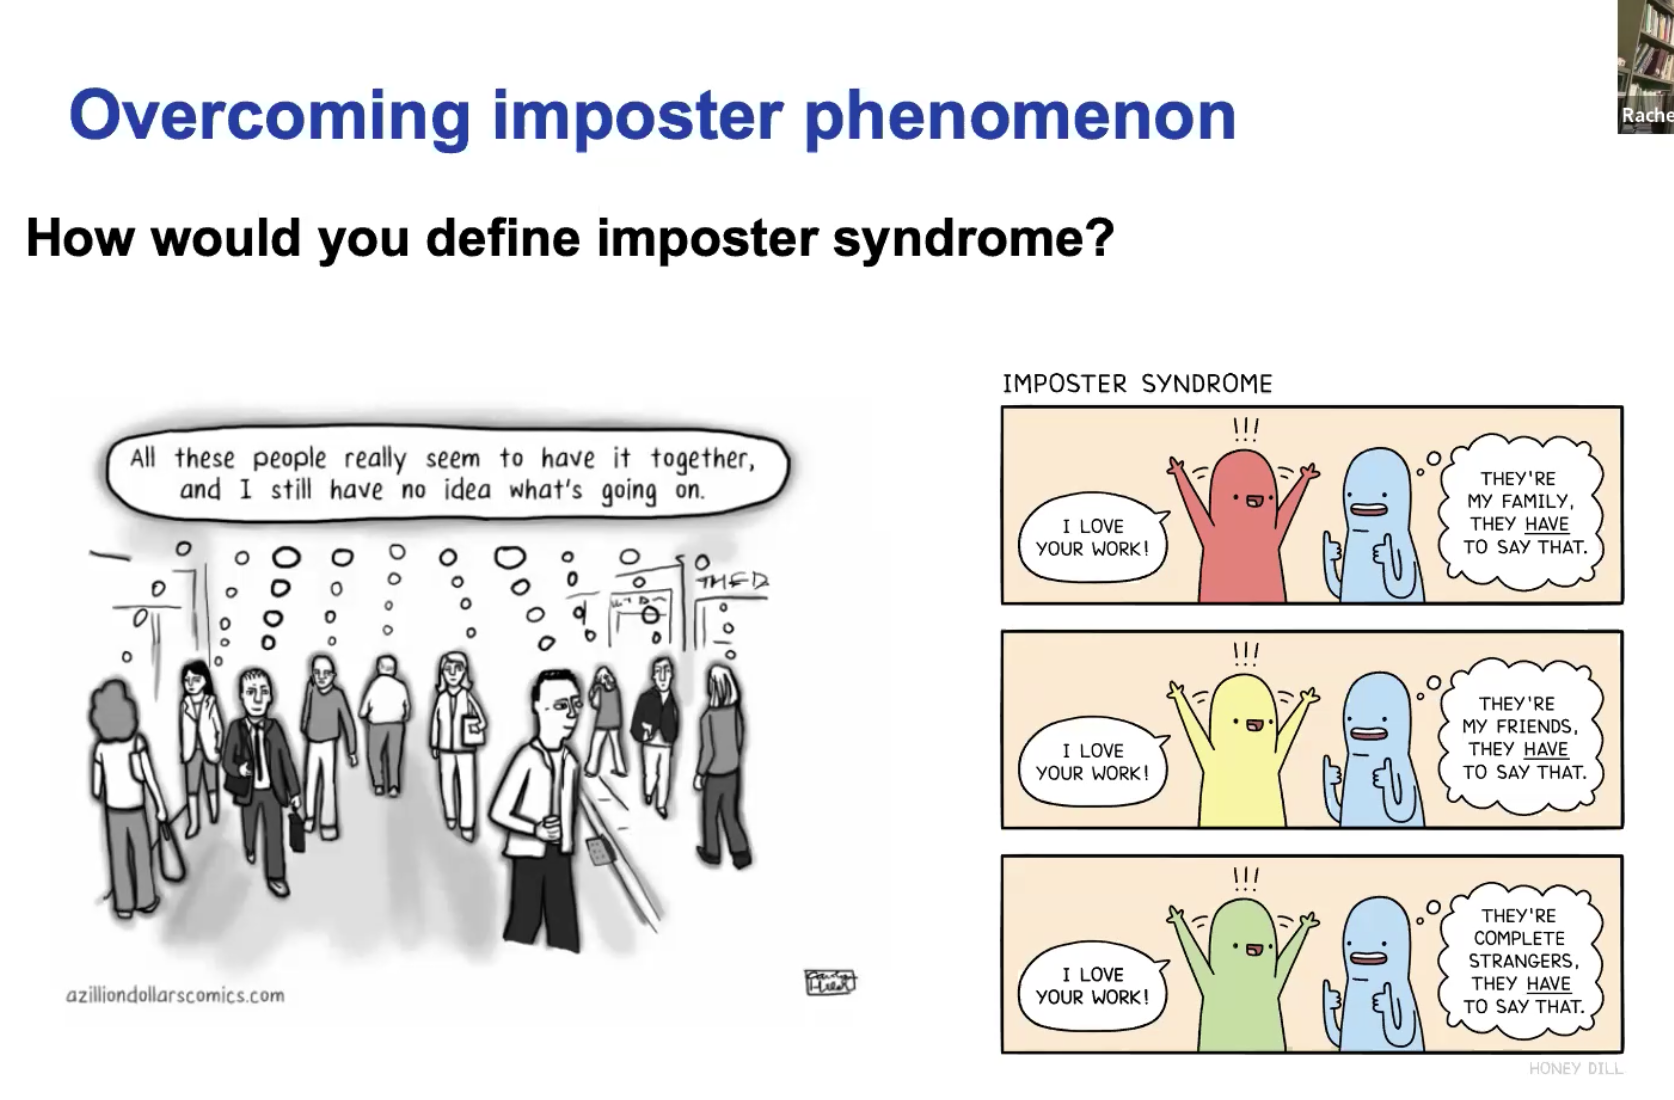 Overcoming imposter phenomenon
Rache
How would you define imposter syndrome?
All these people really seem to have it together,
and I still have no idea what's going on.
azilliondollarscomics.com
IMPOSTER SYNDROME
!!!
I LOVE
YOUR WORK!
THEY'RE
MY FAMILY,
THEY HAVE
TO SAY THAT.
!!!
I LOVE
YOUR WORK!
THEY'RE
MY FRIENDS,
THEY HAVE
TO SAY THAT.
!!!
I LOVE
YOUR WORK!
THEY'RE
COMPLETE
STRANGERS,
THEY HAVE
TO SAY THAT.
HONEY DILL